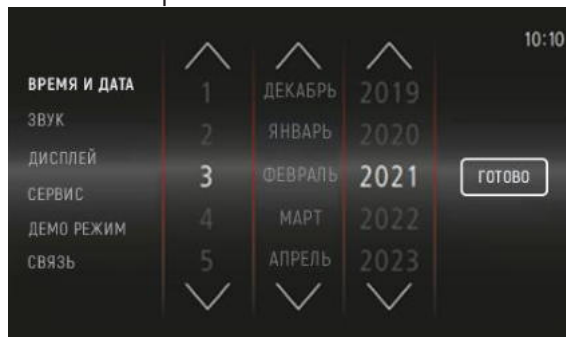 10:10
ВРЕМЯ И ДАТА
ЗВУК
ДИСПЛЕЙ
СЕРВИС
ДЕМО РЕЖИМ
СВЯЗЬ
1 ДЕКАБРЬ 2019
2 ЯНВАРЬ 2020
3 ФЕВРАЛЬ 2021
4 МАРТ 2022
5 АПРЕЛЬ 2023
ГОТОВО